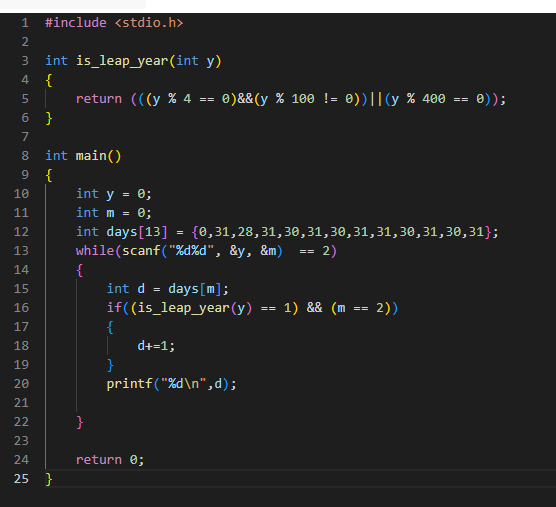 1 #include <stdio.h>
2
3 int is_leap_year(int y)
4 {
5     return (((y % 4 == 0)&&(y % 100 != 0))||(y % 400 == 0));
6 }
7
8 int main()
9 {
10     int y = 0;
11     int m = 0;
12     int days[13] = {0,31,28,31,30,31,30,31,31,30,31,30,31};
13     while(scanf("%d%d", &y, &m)  == 2)
14     {
15         int d = days[m];
16         if((is_leap_year(y) == 1) && (m == 2))
17         {
18             d+=1;
19         }
20         printf("%d\n",d);
21
22     }
23
24     return 0;
25 }